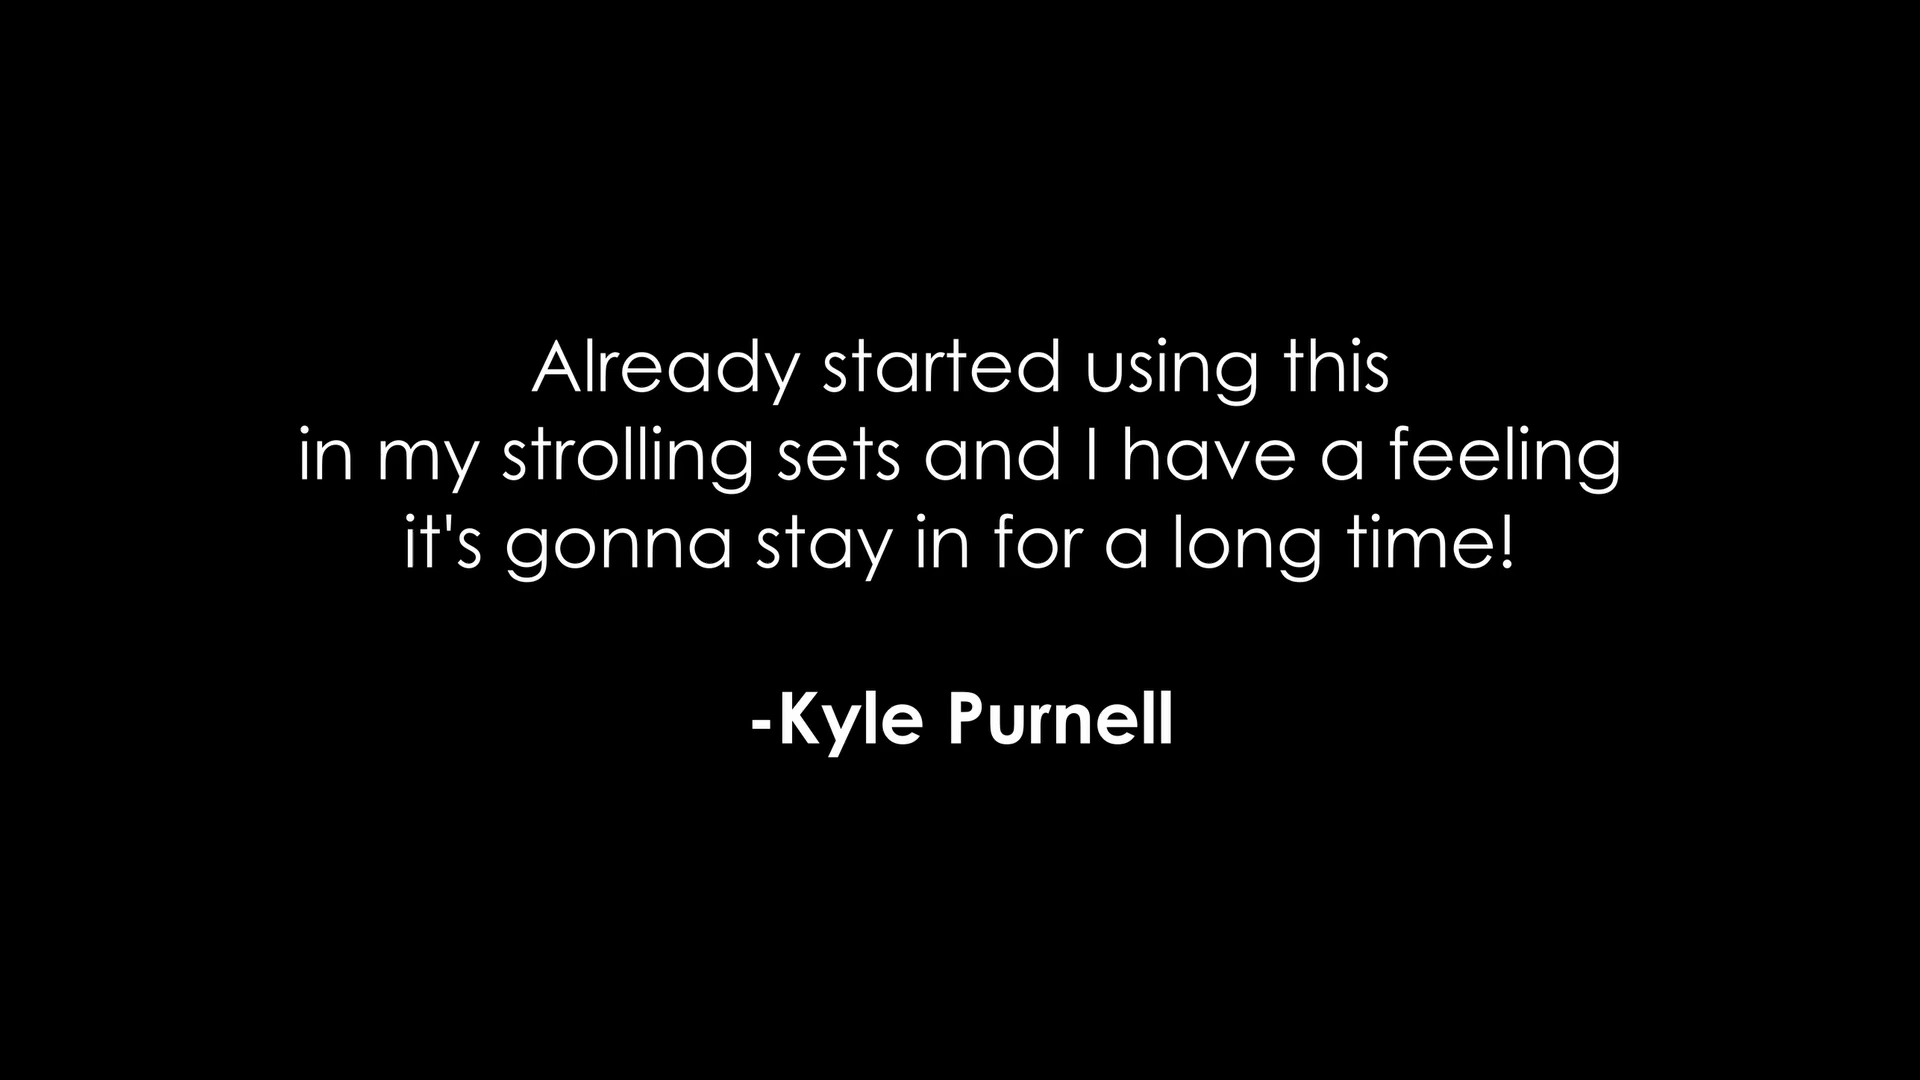 Already started using this
in my strolling sets and I have a feeling
it's gonna stay in for a long time!
-Kyle Purnell